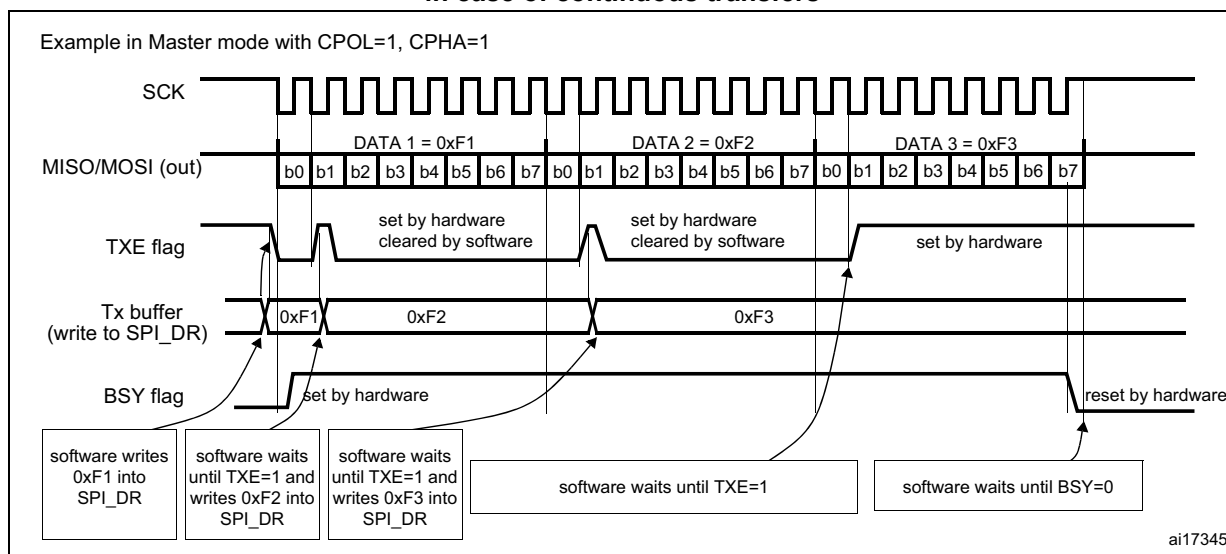 in case of continuous transfers
Example in Master mode with CPOL=1, CPHA=1
SCK
DATA 1 = 0xF1
DATA 2 = 0xF2
DATA 3 = 0xF3
MISO/MOSI (out)
b0 b1 b2 b3 b4 b5 b6 b7 b0 b1 b2 b3 b4 b5 b6 b7 b0 b1 b2 b3 b4 b5 b6 b7
TXE flag
set by hardware
cleared by software
set by hardware
cleared by software
set by hardware
Tx buffer
(write to SPI_DR)
0xF1
0xF2
0xF3
BSY flag
set by hardware
reset by hardware
software writes
0xF1 into
SPI_DR
software waits
until TXE=1 and
writes 0xF2 into
SPI_DR
software waits
until TXE=1 and
writes 0xF3 into
SPI_DR
software waits until TXE=1
software waits until BSY=0
ai17345